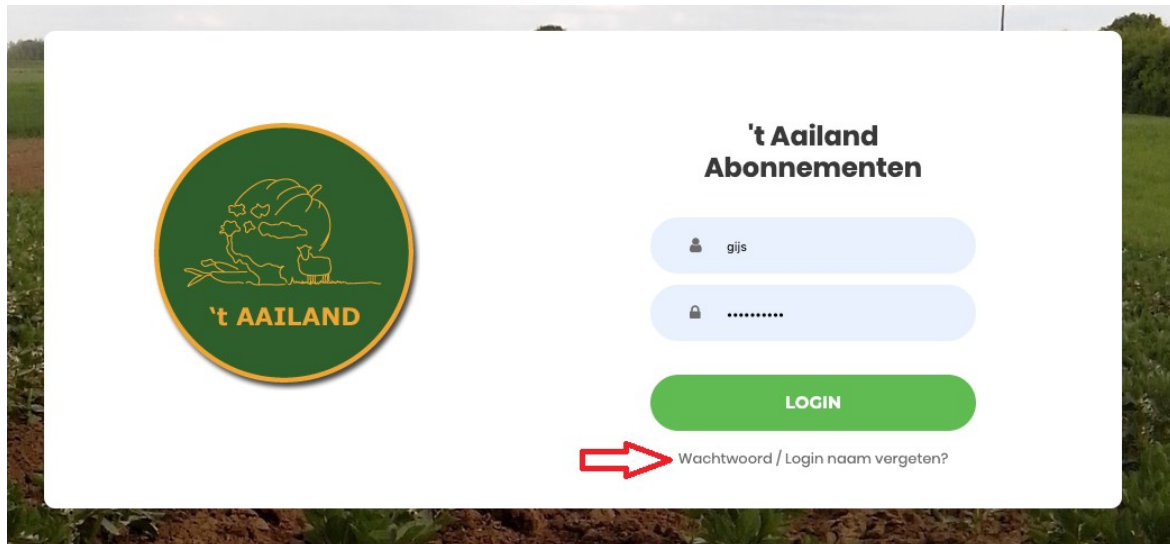 't Aailand
Abonnementen
gijs
't AAILAND
LOGIN
Wachtwoord / Login naam vergeten?